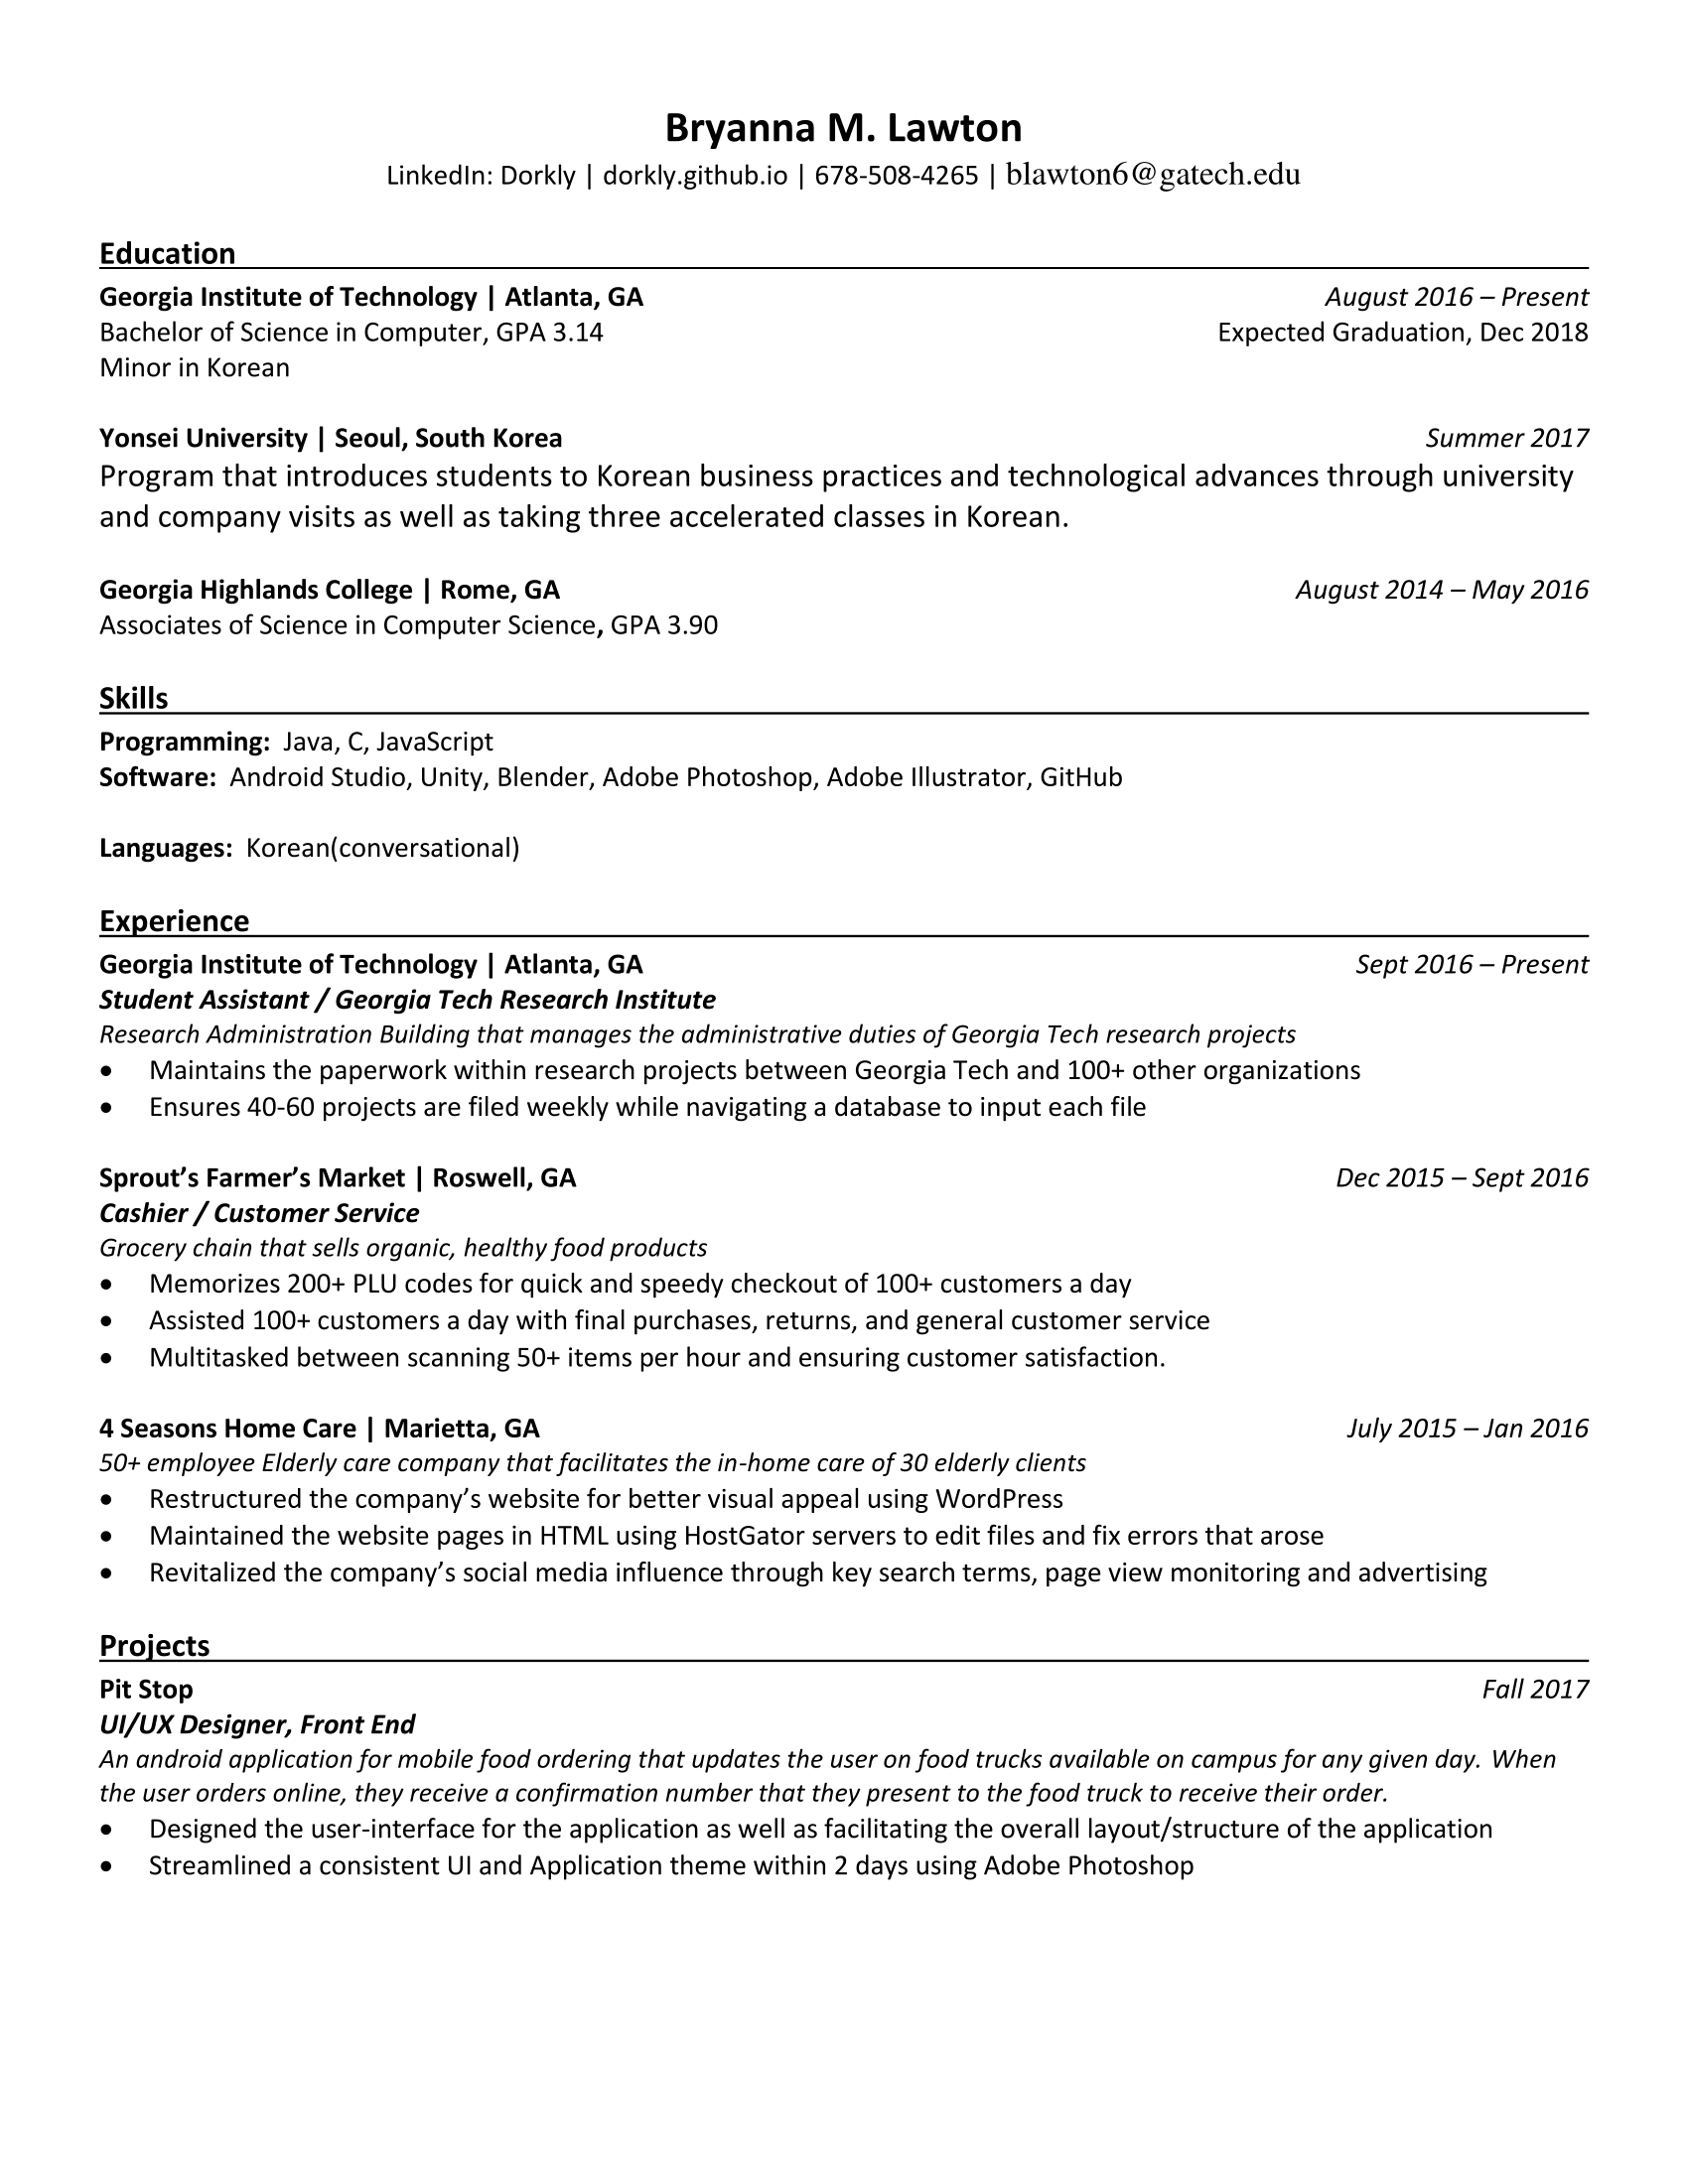 Bryanna M. Lawton
LinkedIn: Dorkly | dorkly.github.io | 678-508-4265 | blawton6@gatech.edu
Education
Georgia Institute of Technology | Atlanta, GA August 2016 – Present
Bachelor of Science in Computer, GPA 3.14 Expected Graduation, Dec 2018
Minor in Korean
Yonsei University | Seoul, South Korea Summer 2017
Program that introduces students to Korean business practices and technological advances through university
and company visits as well as taking three accelerated classes in Korean.
Georgia Highlands College | Rome, GA August 2014 – May 2016
Associates of Science in Computer Science, GPA 3.90
Skills
Programming: Java, C, JavaScript
Software: Android Studio, Unity, Blender, Adobe Photoshop, Adobe Illustrator, GitHub
Languages: Korean(conversational)
Experience
Georgia Institute of Technology | Atlanta, GA Sept 2016 – Present
Student Assistant / Georgia Tech Research Institute
Research Administration Building that manages the administrative duties of Georgia Tech research projects
• Maintains the paperwork within research projects between Georgia Tech and 100+ other organizations
• Ensures 40-60 projects are filed weekly while navigating a database to input each file
Sprout’s Farmer’s Market | Roswell, GA Dec 2015 – Sept 2016
Cashier / Customer Service
Grocery chain that sells organic, healthy food products
• Memorizes 200+ PLU codes for quick and speedy checkout of 100+ customers a day
• Assisted 100+ customers a day with final purchases, returns, and general customer service
• Multitasked between scanning 50+ items per hour and ensuring customer satisfaction.
4 Seasons Home Care | Marietta, GA July 2015 – Jan 2016
50+ employee Elderly care company that facilitates the in-home care of 30 elderly clients
• Restructured the company’s website for better visual appeal using WordPress
• Maintained the website pages in HTML using HostGator servers to edit files and fix errors that arose
• Revitalized the company’s social media influence through key search terms, page view monitoring and advertising
Projects
Pit Stop Fall 2017
UI/UX Designer, Front End
An android application for mobile food ordering that updates the user on food trucks available on campus for any given day. When
the user orders online, they receive a confirmation number that they present to the food truck to receive their order.
• Designed the user-interface for the application as well as facilitating the overall layout/structure of the application
• Streamlined a consistent UI and Application theme within 2 days using Adobe Photoshop